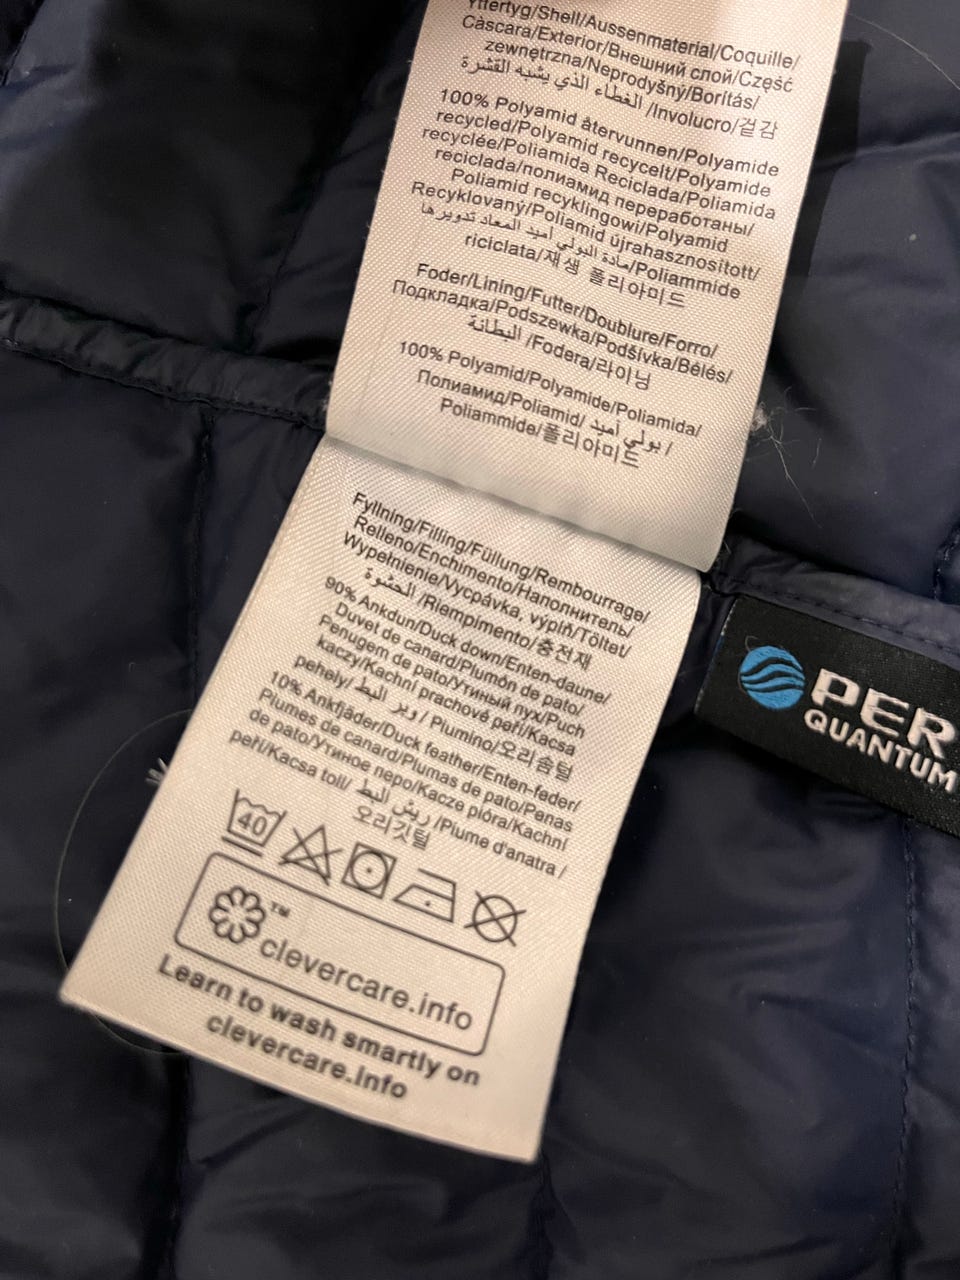 Yttertyg/Shell/Aussenmaterial/Coquille/
Càscara/Exterior/Внешний слой/Część
zewnętrzna/Neprodyšný/Borítás/
الغطاء الذي يشبه القشرة /Involucro/겉감
100% Polyamid återvunnen/Polyamide
recycled/Polyamid recycelt/Polyamide
recyclée/Poliamida Reciclada/Poliamida
reciclada/полиамид переработаны/
Poliamid recyklingowi/Polyamid
Recyklovaný/Poliamid újrahasznosított/
مادة البولي أميد المعاد تدويرها/Poliammide
riciclata/재생 폴리아미드
Foder/Lining/Futter/Doublure/Forro/
Подкладка/Podszewka/Podšívka/Bélés/
البطانة /Fodera/라이닝
100% Polyamid/Polyamide/Poliamida/
Полиамид/Poliamid/ بولي أميد /
Poliammide/폴리아미드
Fyllning/Filling/Füllung/Rembourrage/
Relleno/Enchimento/Наполнитель/
Wypełnienie/Vycpávka, výplň/Töltet/
الحشوة /Riempimento/충전재
90% Ankdun/Duck down/Enten-daune/
Duvet de canard/Plumón de pato/
Penugem de pato/Утиный пух/Puch
kaczy/Kachní prachové peří/Kacsa
pehely/ وبر البط / Plumino/오리솜털
10% Ankfjäder/Duck feather/Enten-feder/
Plumes de canard/Plumas de pato/Penas
de pato/Утиное перо/Kacze pióra/Kachní
peří/Kacsa toll/ ريش البط /Piume d'anatra /
오리깃털
40
™
clevercare.info
Learn to wash smartly on
clevercare.info
PER
QUANTUM